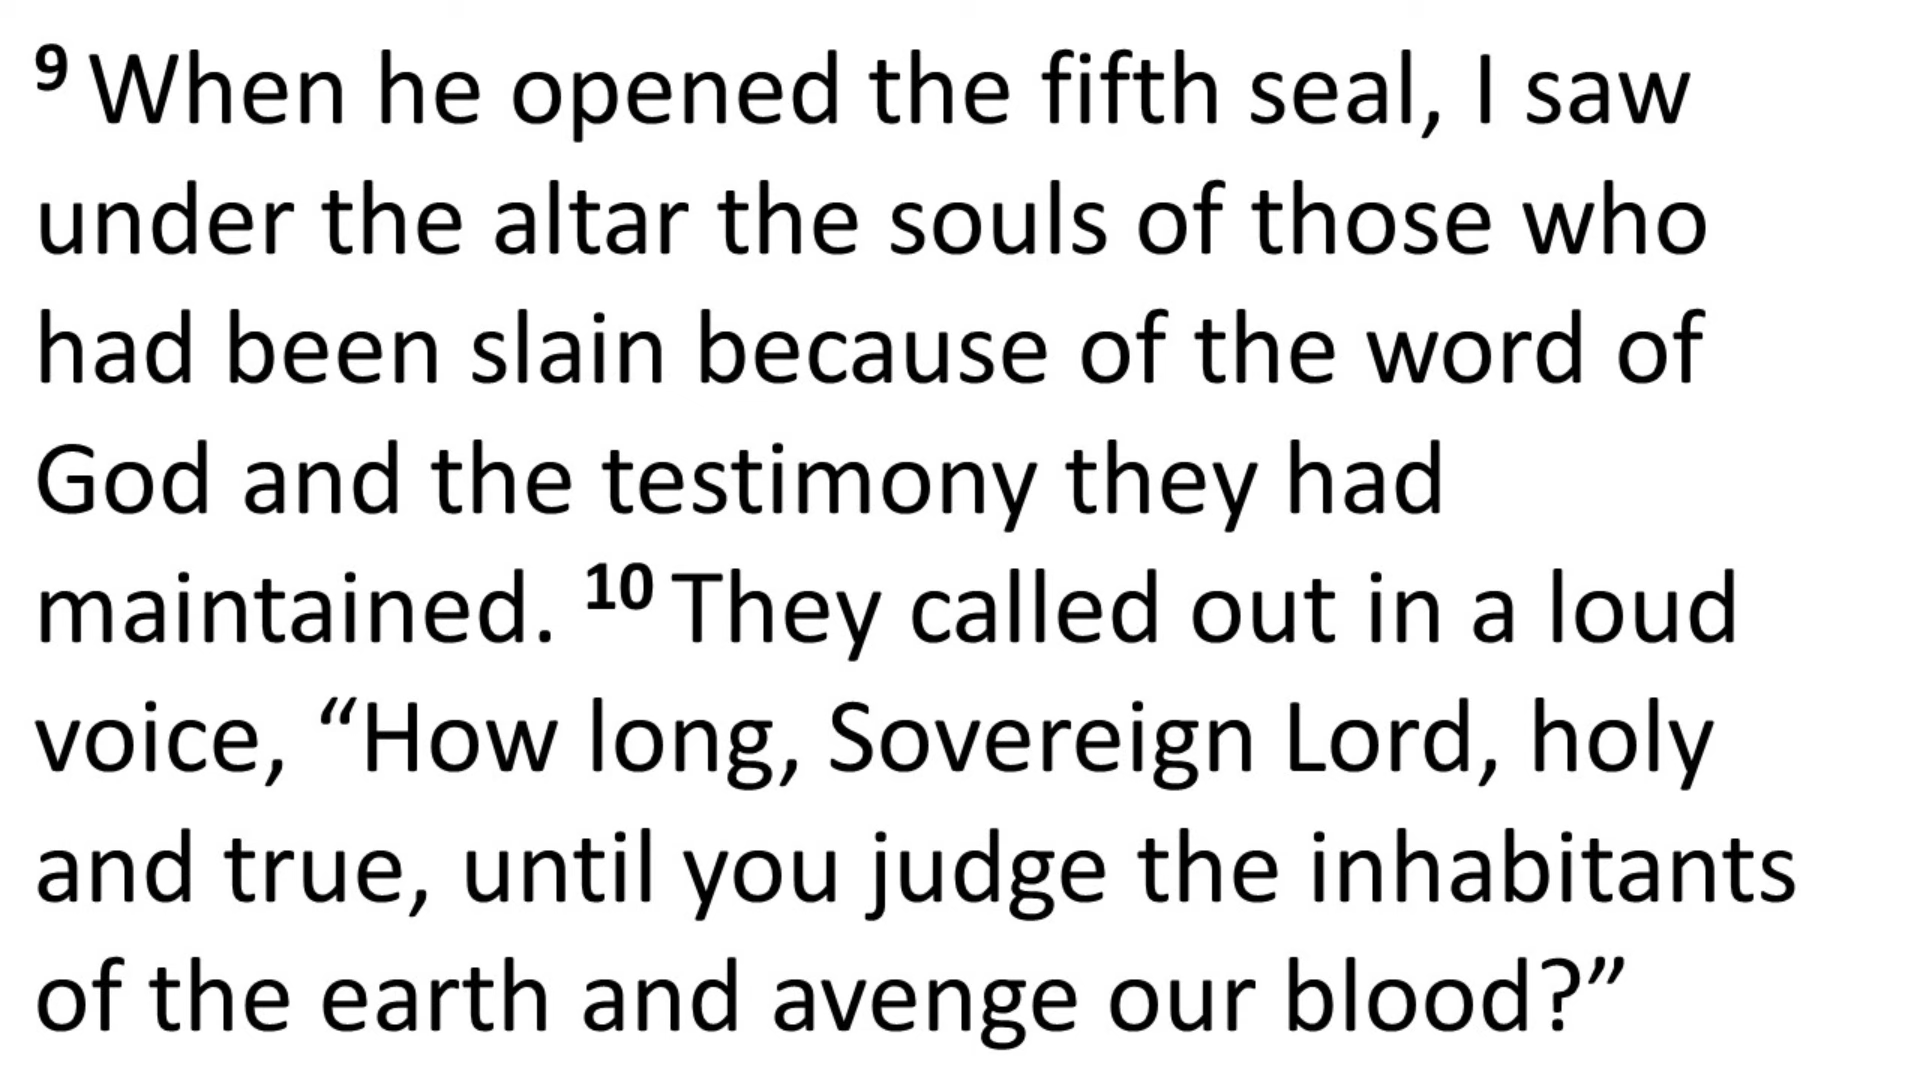 9 When he opened the fifth seal, I saw
under the altar the souls of those who
had been slain because of the word of
God and the testimony they had
maintained. 10 They called out in a loud
voice, “How long, Sovereign Lord, holy
and true, until you judge the inhabitants
of the earth and avenge our blood?”